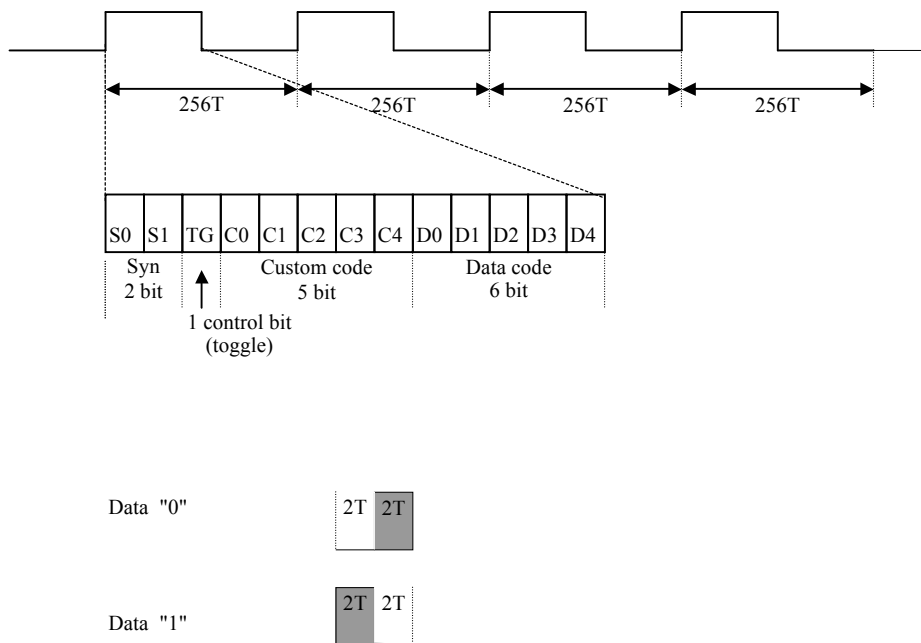 256T 256T 256T 256T
S0 S1 TG C0 C1 C2 C3 C4 D0 D1 D2 D3 D4
Syn Custom code Data code
2 bit 5 bit 6 bit
1 control bit
(toggle)
Data "0" 2T 2T
Data "1" 2T 2T